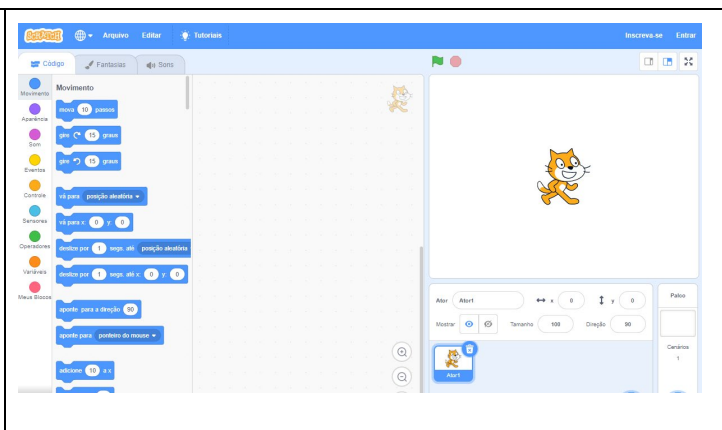 SCRATCH Arquivo Editar Tutoriais Inscreva-se Entrar
Código Fantasias Sons
Movimento
Aparência
Som
Eventos
Controle
Sensores
Operadores
Variáveis
Meus Blocos
Movimento
mova 10 passos
gire 15 graus
gire 15 graus
vá para posição aleatória
vá para x: 0 y: 0
deslize por 1 segs. até posição aleatória
deslize por 1 segs. até x: 0 y: 0
aponte para a direção 90
aponte para ponteiro do mouse
adicione 10 a x
Ator Ator1 x 0 y 0
Mostrar Tamanho 100 Direção 90
Ator1
Palco
Cenários
1